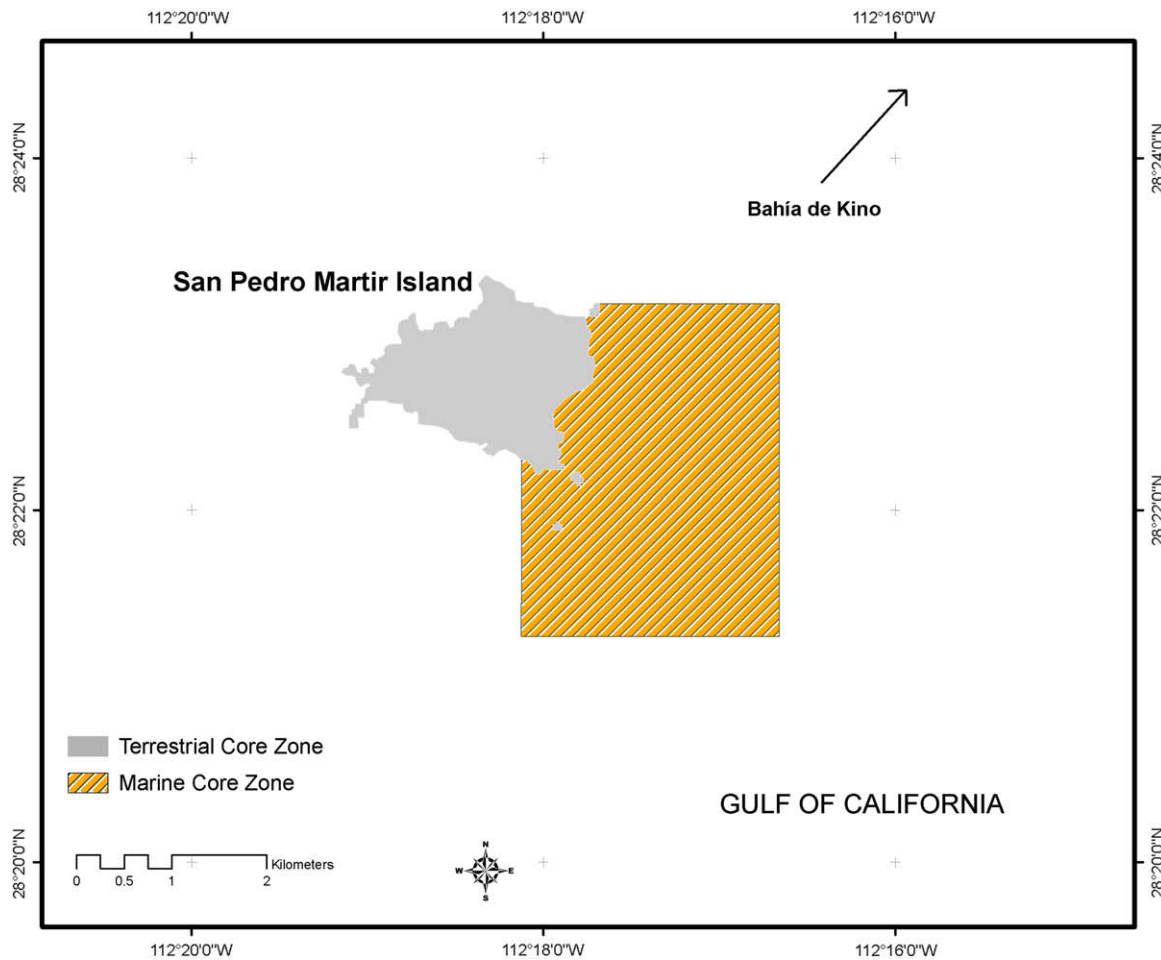 112°20'0"W 112°18'0"W 112°16'0"W
28°24'0"N 28°24'0"N
Bahía de Kino
San Pedro Martir Island
28°22'0"N 28°22'0"N
Terrestrial Core Zone
Marine Core Zone
GULF OF CALIFORNIA
N
W E
S
Kilometers
0 0.5 1 2
28°20'0"N 28°20'0"N
112°20'0"W 112°18'0"W 112°16'0"W